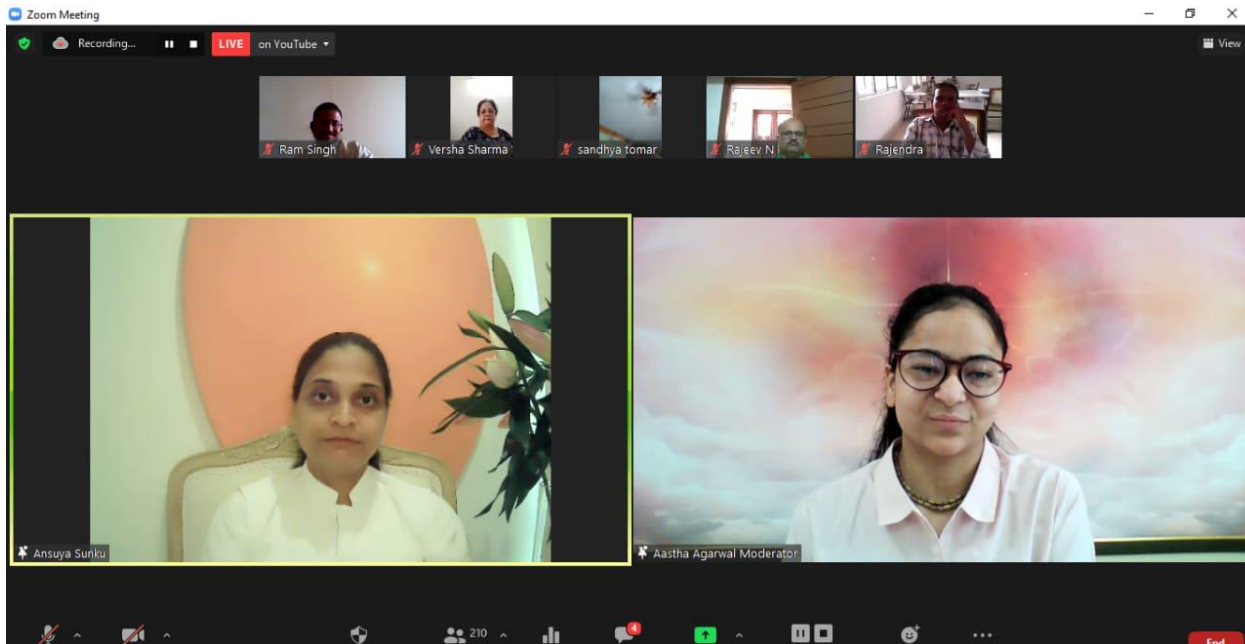 Zoom Meeting
Recording...
LIVE on YouTube
View
Ram Singh
Versha Sharma
sandhya tomar
Rajeev N
Rajendra
Ansuya Sunku
Aastha Agarwal Moderator
210
4
End